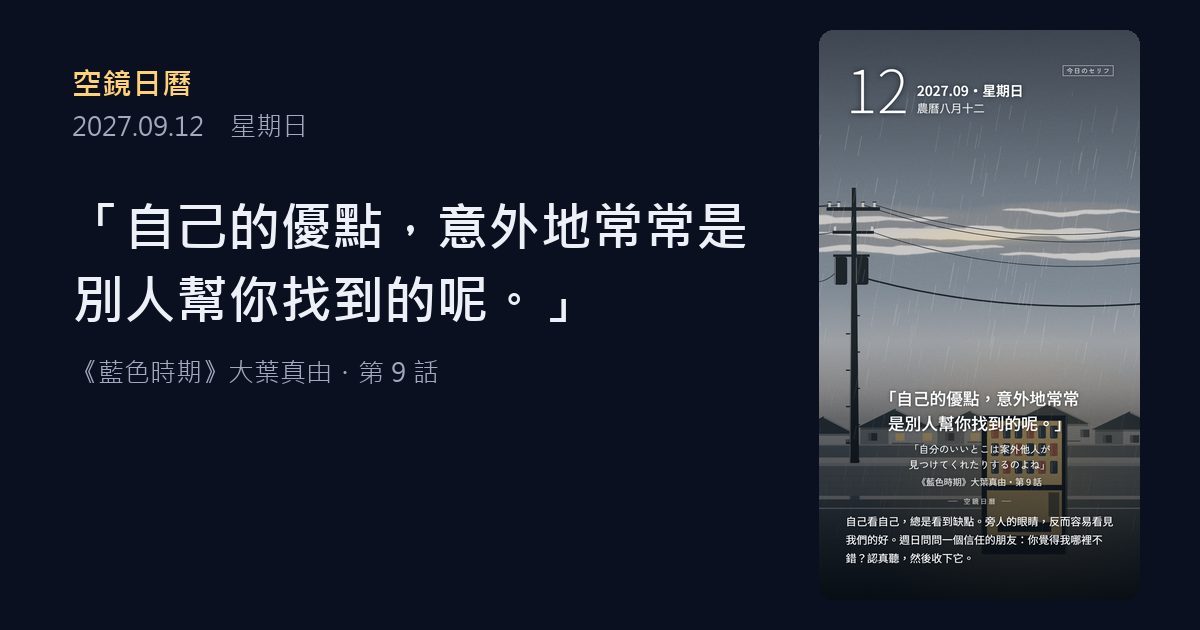 空鏡日曆
2027.09.12 星期日
「自己的優點，意外地常常是
別人幫你找到的呢。」
《藍色時期》大葉真由・第 9 話
今日のセリフ
12
2027.09・星期日
農曆八月十二
「自己的優點，意外地常常
是別人幫你找到的呢。」
「自分のいいとこは案外他人が
見つけてくれたりするのよね」
《藍色時期》大葉真由・第 9 話
— 空鏡日曆 —
自己看自己，總是看到缺點。旁人的眼睛，反而容易看見
我們的好。週日問問一個信任的朋友：你覺得我哪裡不
錯？認真聽，然後收下它。